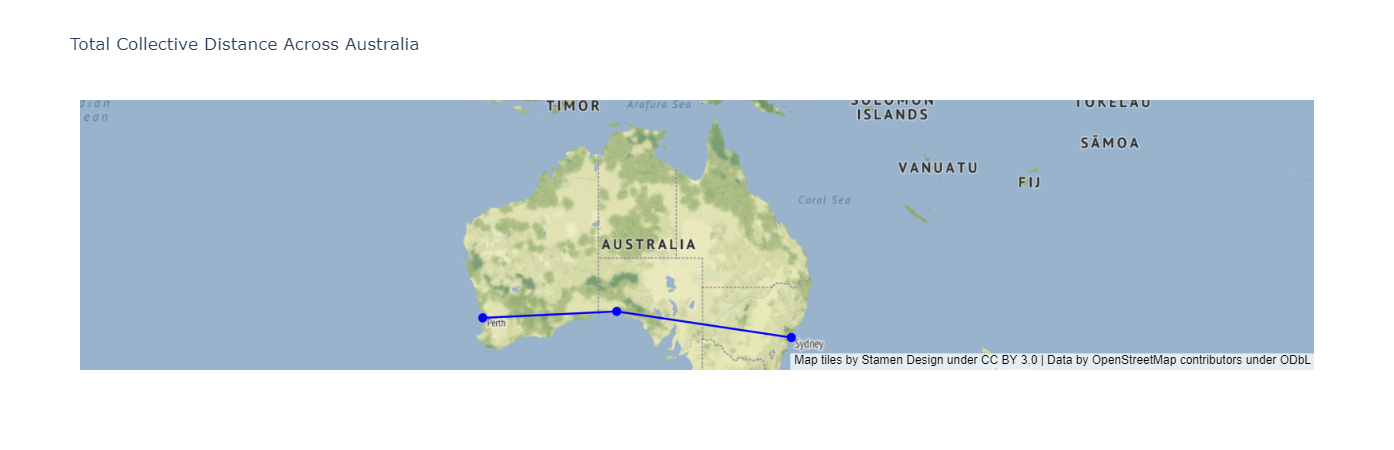 Total Collective Distance Across Australia
dian
ean
TIMOR
Arafura Sea
SOLOMON
ISLANDS
TOKELAU
SĀMOA
VANUATU
FIJ
Coral Sea
AUSTRALIA
Perth
Sydney
Map tiles by Stamen Design under CC BY 3.0 | Data by OpenStreetMap contributors under ODbL